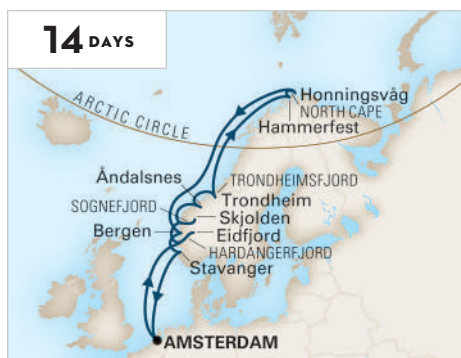 14 DAYS
ARCTIC CIRCLE
Honningsvåg
NORTH CAPE
Hammerfest
Åndalsnes
TRONDHEIMSFJORD
Trondheim
SOGNEFJORD
Skjolden
Bergen
Eidfjord
HARDANGERFJORD
Stavanger
AMSTERDAM